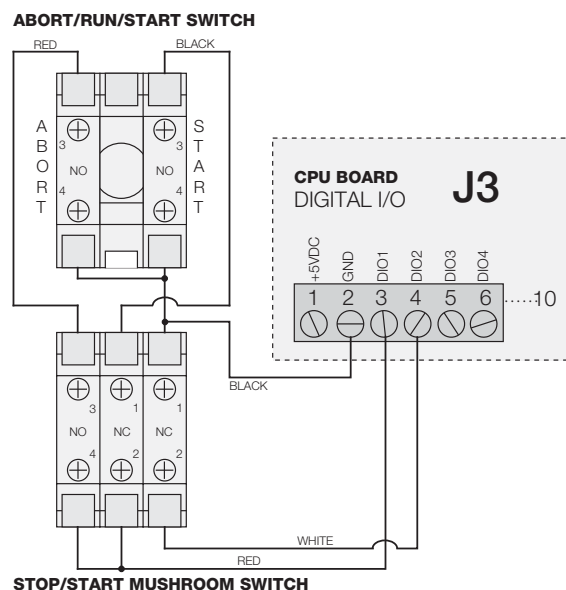 ABORT/RUN/START SWITCH
RED
BLACK
ABORT
START
3
NO
4
3
NO
4
CPU BOARD
DIGITAL I/O
J3
+5VDC
GND
DIO1
DIO2
DIO3
DIO4
1 2 3 4 5 6 ......10
BLACK
3 1 1
NO NC NC
4 2 2
WHITE
RED
STOP/START MUSHROOM SWITCH